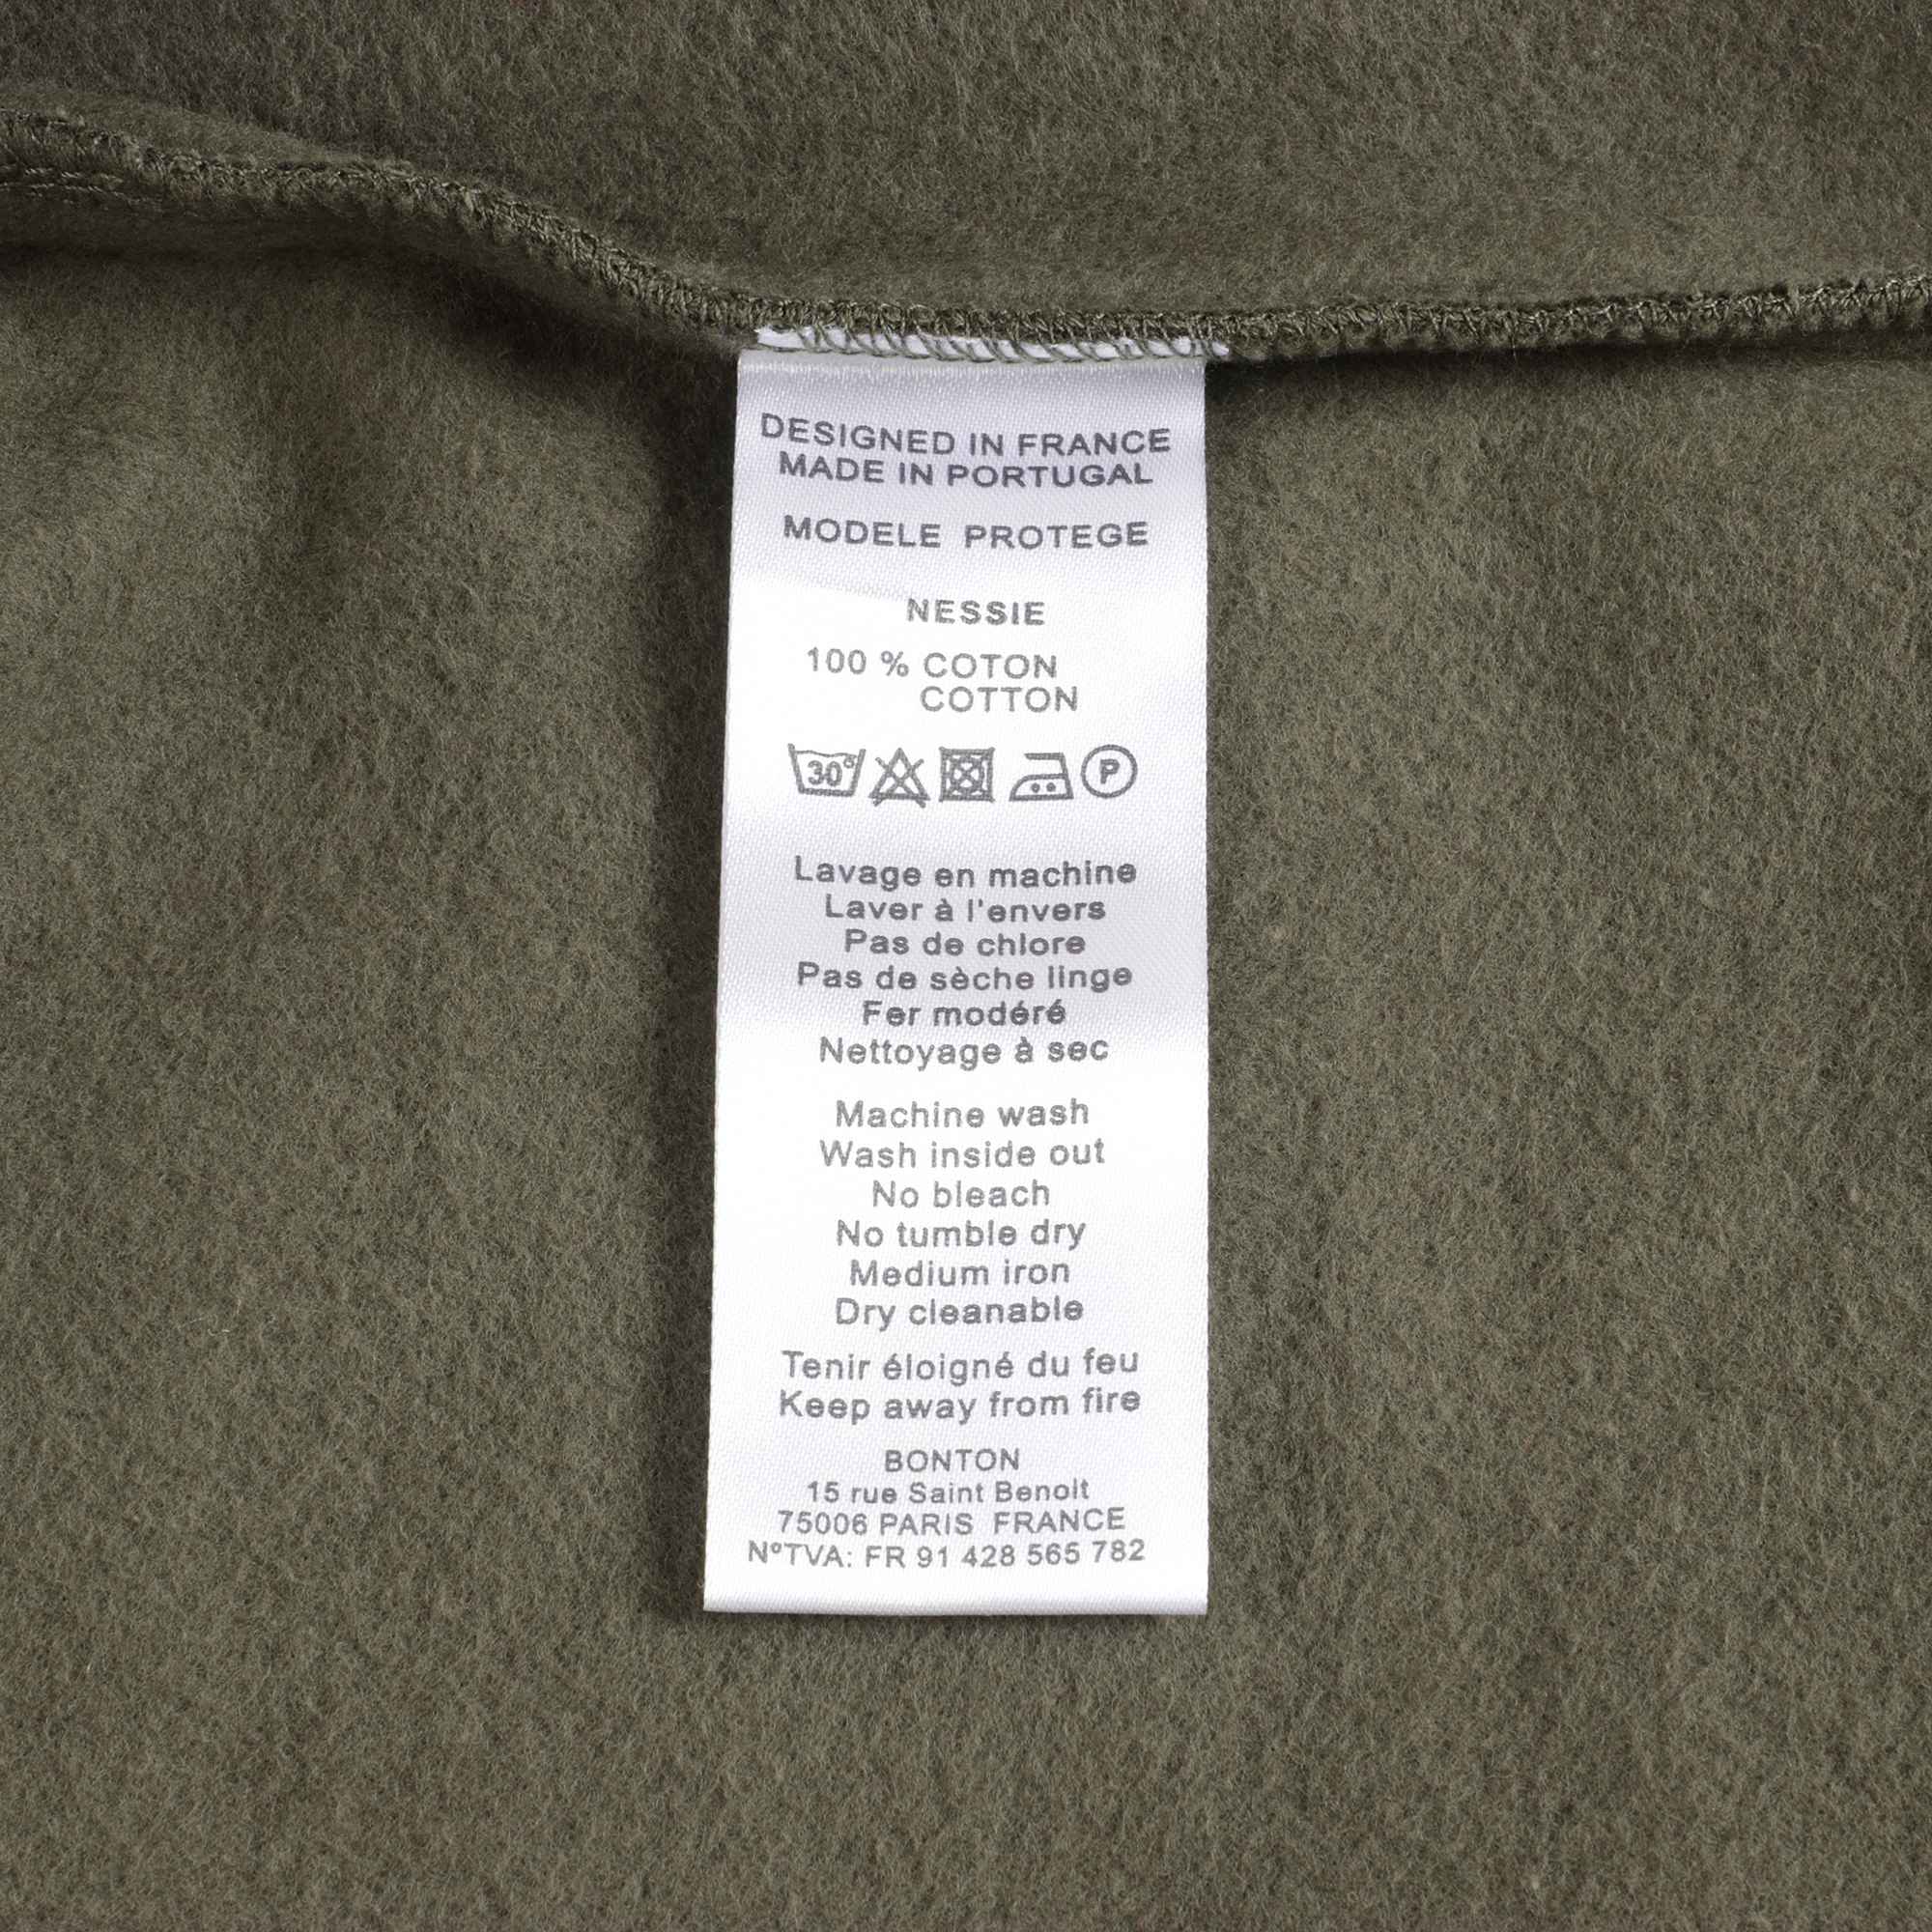 DESIGNED IN FRANCE
MADE IN PORTUGAL
MODELE PROTEGE
NESSIE
100 % COTON
COTTON
30° P
Lavage en machine
Laver à l'envers
Pas de chlore
Pas de sèche linge
Fer modéré
Nettoyage à sec
Machine wash
Wash inside out
No bleach
No tumble dry
Medium iron
Dry cleanable
Tenir éloigné du feu
Keep away from fire
BONTON
15 rue Saint Benoit
75006 PARIS FRANCE
N°TVA: FR 91 428 565 782